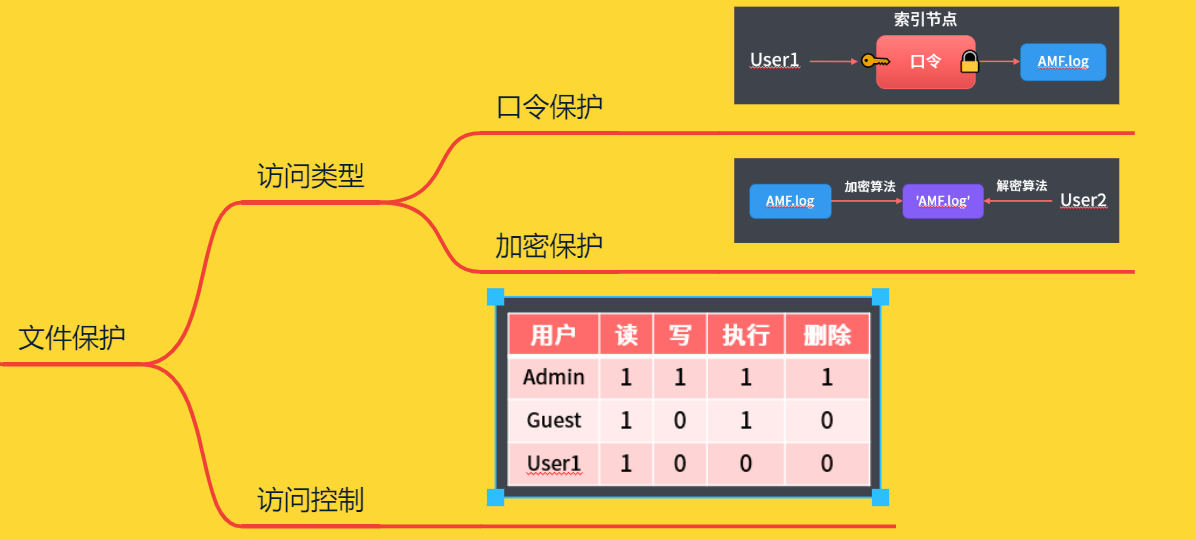 文件保护
访问类型
口令保护
索引节点
User1 口令 AMF.log
加密保护
AMF.log 加密算法 'AMF.log' 解密算法 User2
访问控制
用户 读 写 执行 删除
Admin 1 1 1 1
Guest 1 0 1 0
User1 1 0 0 0